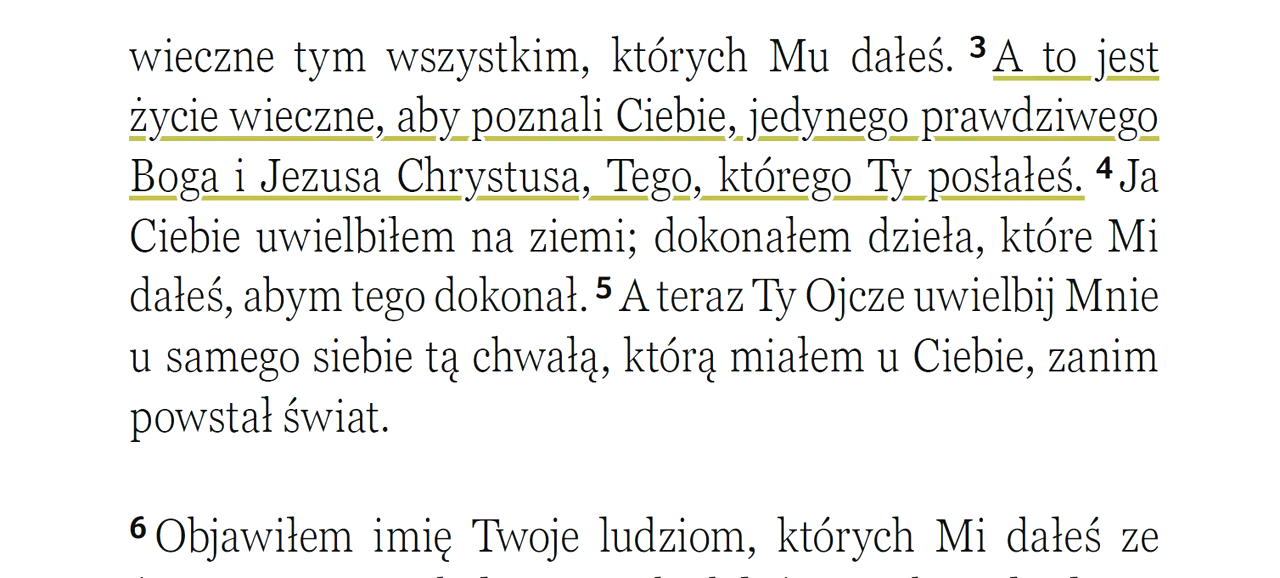 wieczne tym wszystkim, których Mu dałeś. 3 A to jest
życie wieczne, aby poznali Ciebie, jedynego prawdziwego
Boga i Jezusa Chrystusa, Tego, którego Ty posłałeś. 4 Ja
Ciebie uwielbiłem na ziemi; dokonałem dzieła, które Mi
dałeś, abym tego dokonał. 5 A teraz Ty Ojcze uwielbij Mnie
u samego siebie tą chwałą, którą miałem u Ciebie, zanim
powstał świat.
6 Objawiłem imię Twoje ludziom, których Mi dałeś ze